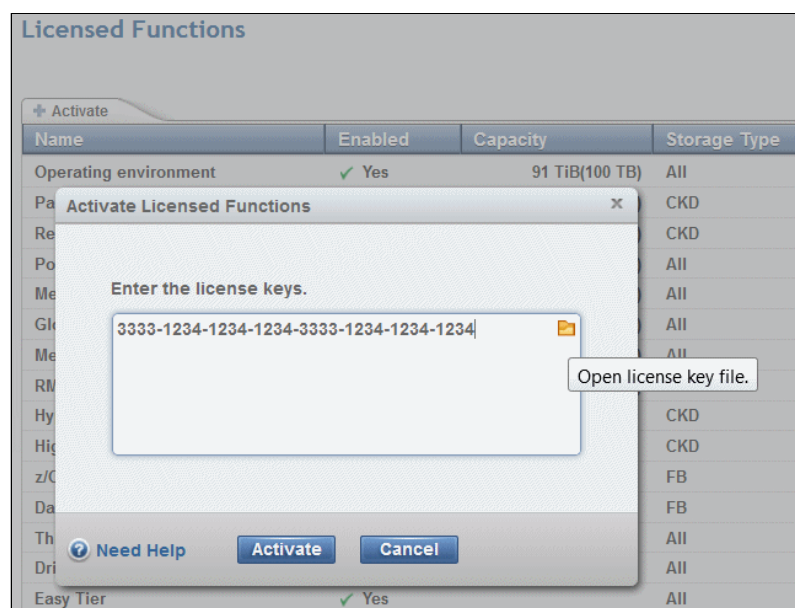 Licensed Functions
Activate
Name Enabled Capacity Storage Type
Operating environment Yes 91 TiB(100 TB) All
Pa CKD
Activate Licensed Functions x
Re CKD
Po All
Me All
Enter the license keys.
Glo All
3333-1234-1234-1234-3333-1234-1234-1234
Me All
Open license key file.
RM
Hy CKD
Hig CKD
z/O FB
Da FB
Th All
Need Help Activate Cancel
Dri All
Easy Tier Yes All